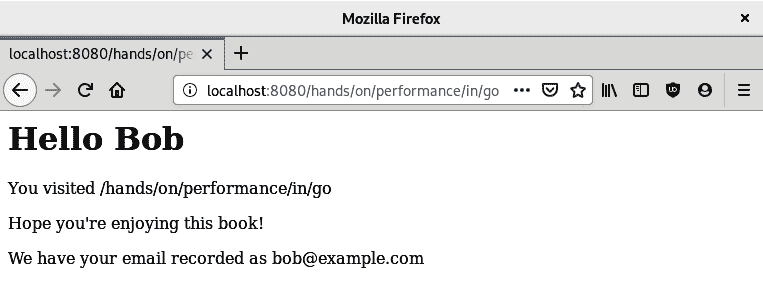 Mozilla Firefox
localhost:8080/hands/on/pe
localhost:8080/hands/on/performance/in/go
Hello Bob
You visited /hands/on/performance/in/go
Hope you're enjoying this book!
We have your email recorded as bob@example.com